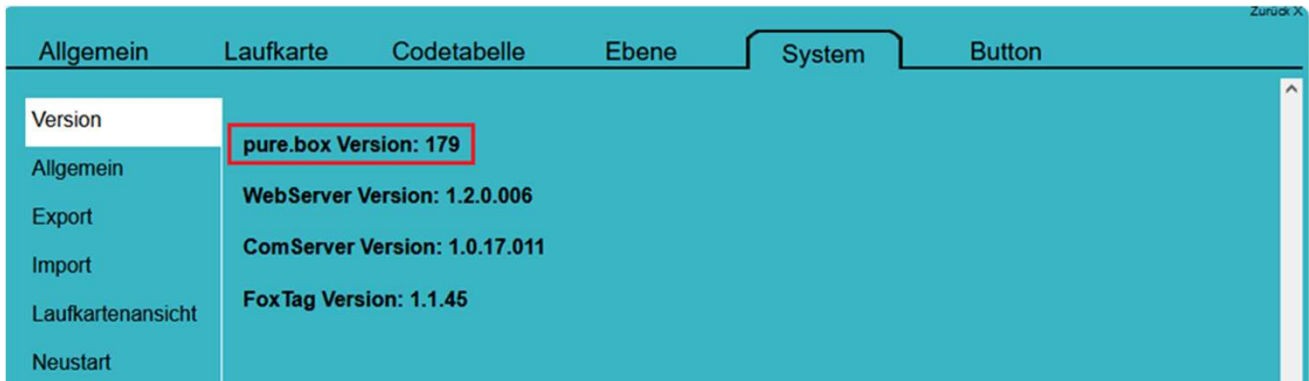 Zurück X
Allgemein Laufkarte Codetabelle Ebene System Button
Version
pure.box Version: 179
Allgemein
WebServer Version: 1.2.0.006
Export
ComServer Version: 1.0.17.011
Import
FoxTag Version: 1.1.45
Laufkartenansicht
Neustart